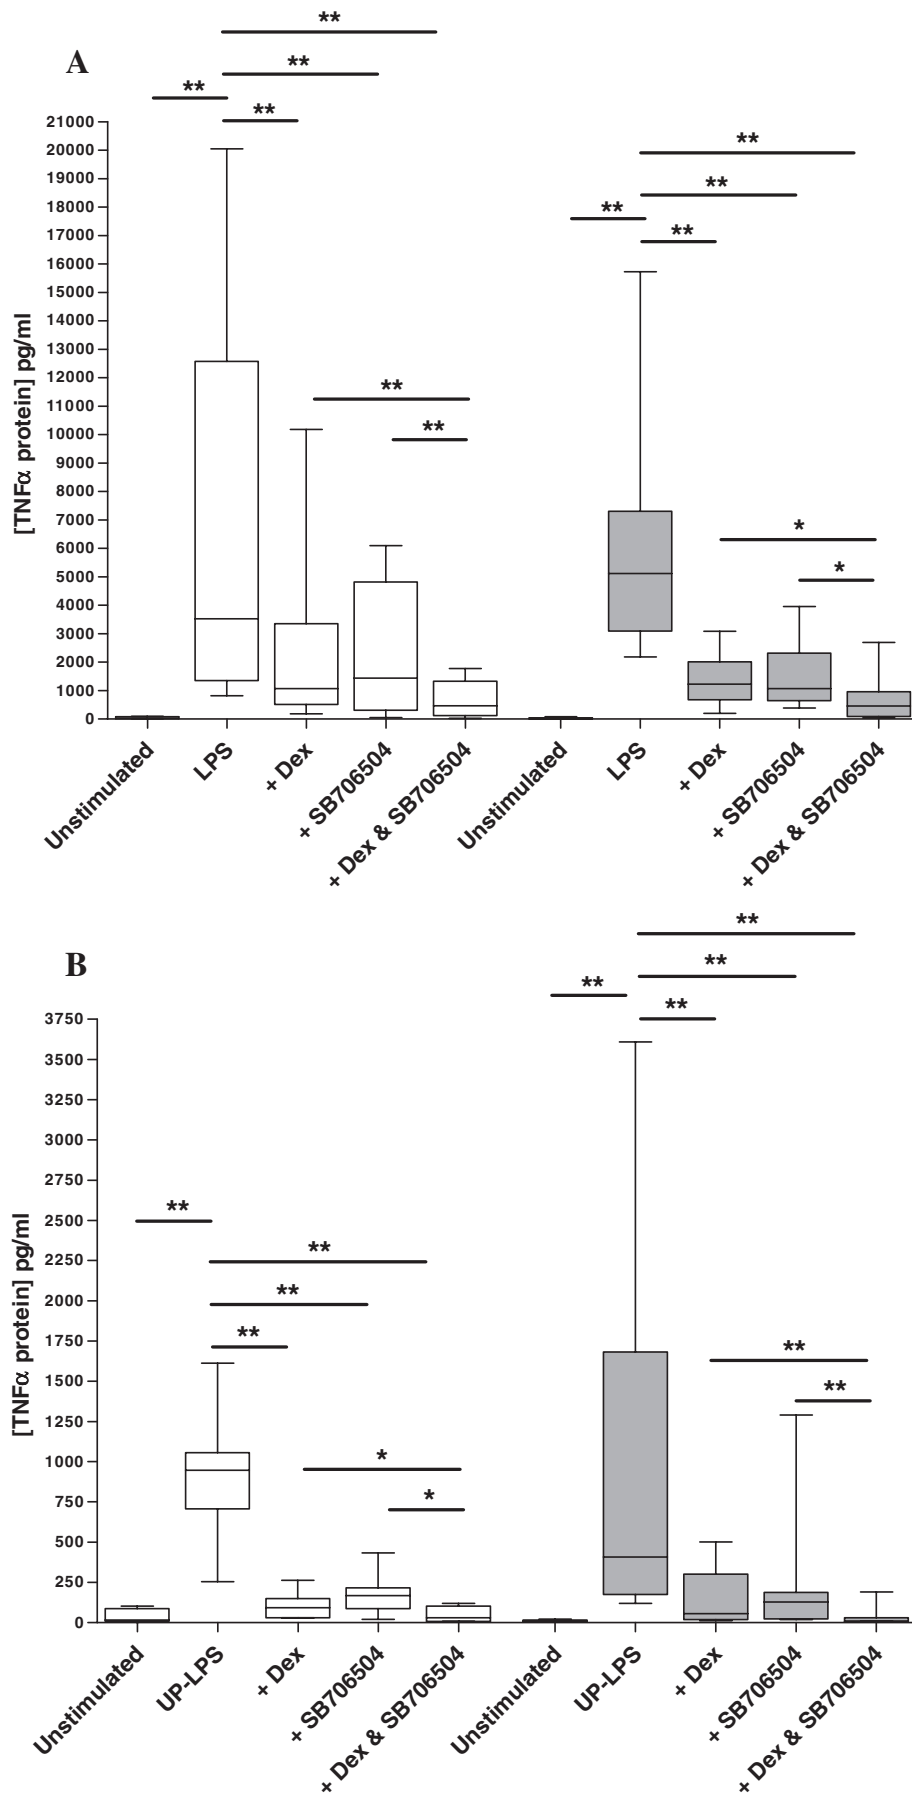 A
**
**
**
**
**
**
**
**
**
**
*
*
[TNFα protein] pg/ml
21000
20000
19000
18000
17000
16000
15000
14000
13000
12000
11000
10000
9000
8000
7000
6000
5000
4000
3000
2000
1000
0
Unstimulated
LPS
+ Dex
+ SB706504
+ Dex & SB706504
Unstimulated
LPS
+ Dex
+ SB706504
+ Dex & SB706504
B
**
**
**
**
**
**
**
**
*
*
**
**
[TNFα protein] pg/ml
3750
3500
3250
3000
2750
2500
2250
2000
1750
1500
1250
1000
750
500
250
0
Unstimulated
UP-LPS
+ Dex
+ SB706504
+ Dex & SB706504
Unstimulated
UP-LPS
+ Dex
+ SB706504
+ Dex & SB706504